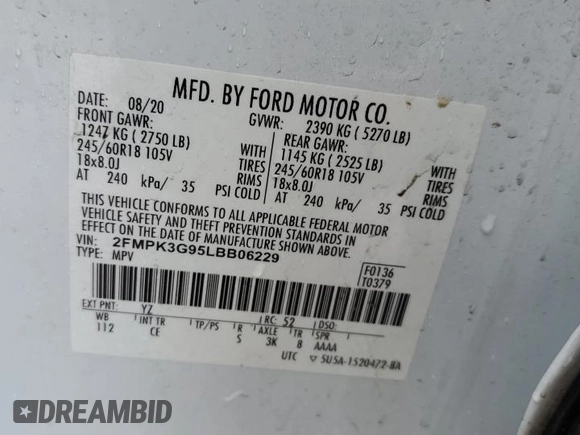 MFD. BY FORD MOTOR CO.
DATE: 08/20 GVWR: 2390 KG ( 5270 LB)
FRONT GAWR: REAR GAWR:
1247 KG ( 2750 LB) WITH 1145 KG ( 2525 LB) WITH
245/60R18 105V TIRES 245/60R18 105V TIRES
18x8.0J RIMS 18x8.0J RIMS
AT 240 kPa/ 35 PSI COLD AT 240 kPa/ 35 PSI COLD
THIS VEHICLE CONFORMS TO ALL APPLICABLE FEDERAL MOTOR
VEHICLE SAFETY AND THEFT PREVENTION STANDARDS IN
EFFECT ON THE DATE OF MANUFACTURE SHOWN ABOVE.
VIN: 2FMPK3G95LBB06229 F0136
TYPE: MPV T0379
EXT PNT: YZ RC: 52 DSO:
WB INT TR TP/PS R AXLE TR SPR
112 CE S 3K 8 AAAA
UTC ▽ 5U5A-1520472-BA
DREAMBID